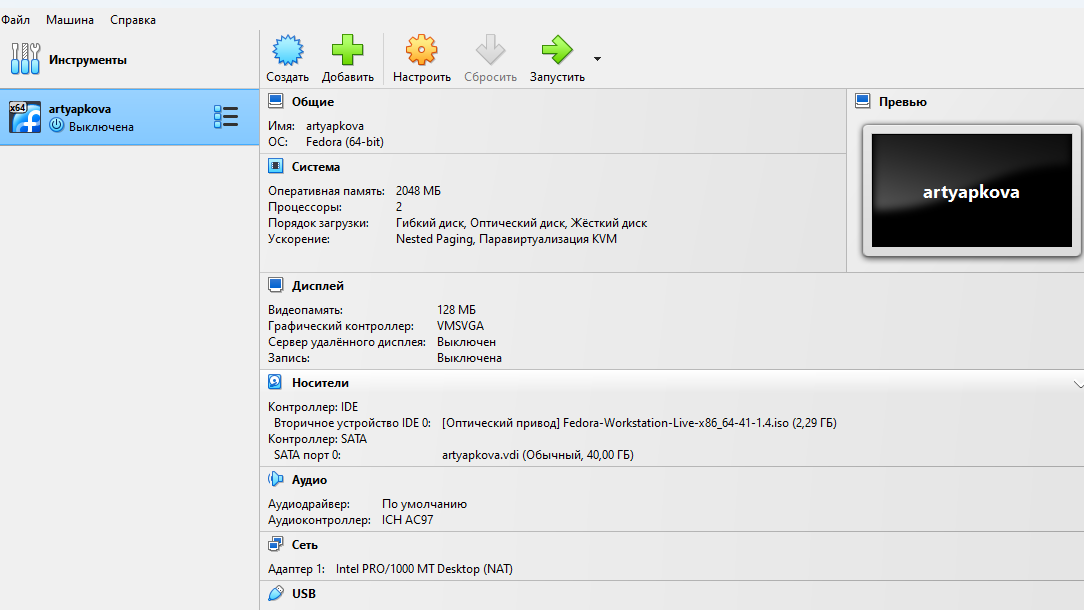 Файл Машина Справка
Инструменты
Создать Добавить Настроить Сбросить Запустить
x64
artyapkova
Выключена
Общие
Имя: artyapkova
ОС: Fedora (64-bit)
Превью
artyapkova
Система
Оперативная память: 2048 МБ
Процессоры: 2
Порядок загрузки: Гибкий диск, Оптический диск, Жёсткий диск
Ускорение: Nested Paging, Паравиртуализация KVM
Дисплей
Видеопамять: 128 МБ
Графический контроллер: VMSVGA
Сервер удалённого дисплея: Выключен
Запись: Выключена
Носители
Контроллер: IDE
Вторичное устройство IDE 0: [Оптический привод] Fedora-Workstation-Live-x86_64-41-1.4.iso (2,29 ГБ)
Контроллер: SATA
SATA порт 0: artyapkova.vdi (Обычный, 40,00 ГБ)
Аудио
Аудиодрайвер: По умолчанию
Аудиоконтроллер: ICH AC97
Сеть
Адаптер 1: Intel PRO/1000 MT Desktop (NAT)
USB